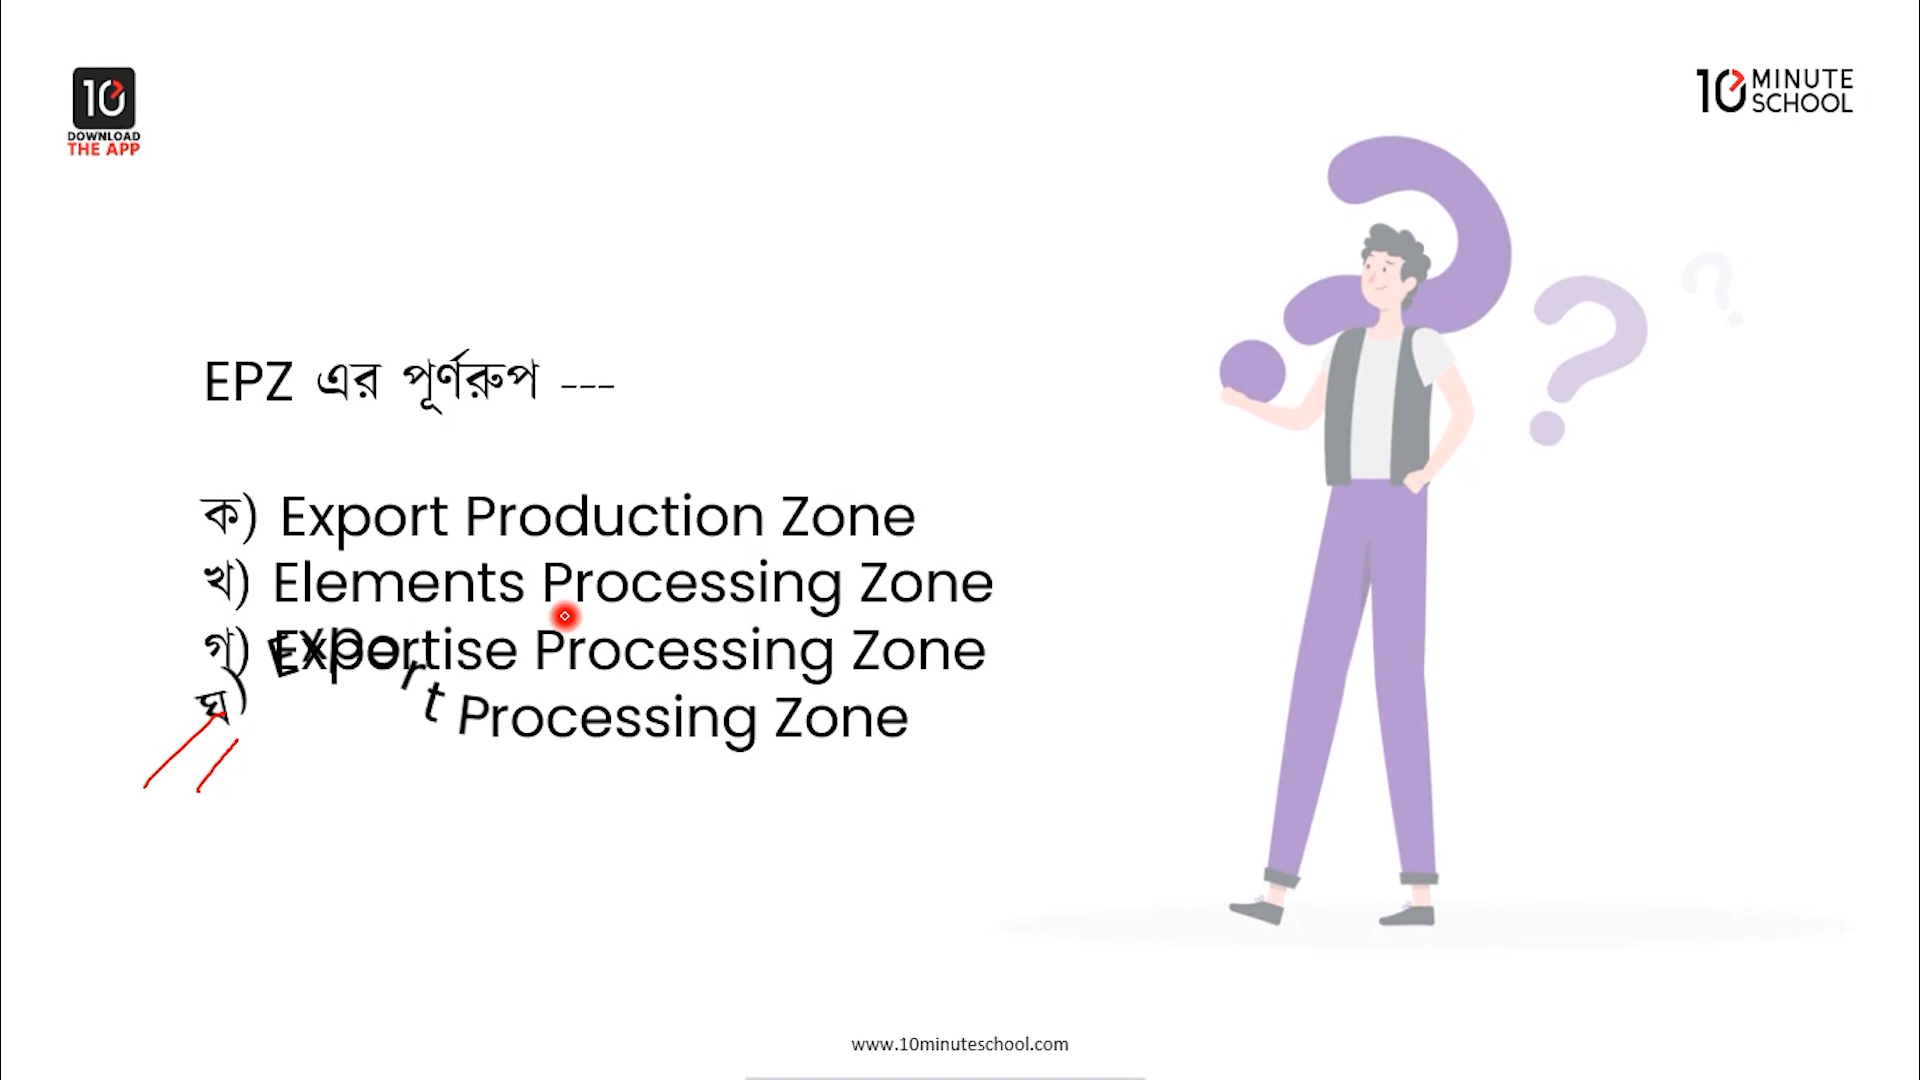 10
DOWNLOAD
THE APP
10 MINUTE
SCHOOL
EPZ এর পূর্ণরুপ ---
ক) Export Production Zone
খ) Elements Processing Zone
গ) Expertise Processing Zone
ঘ) Export Processing Zone
www.10minuteschool.com